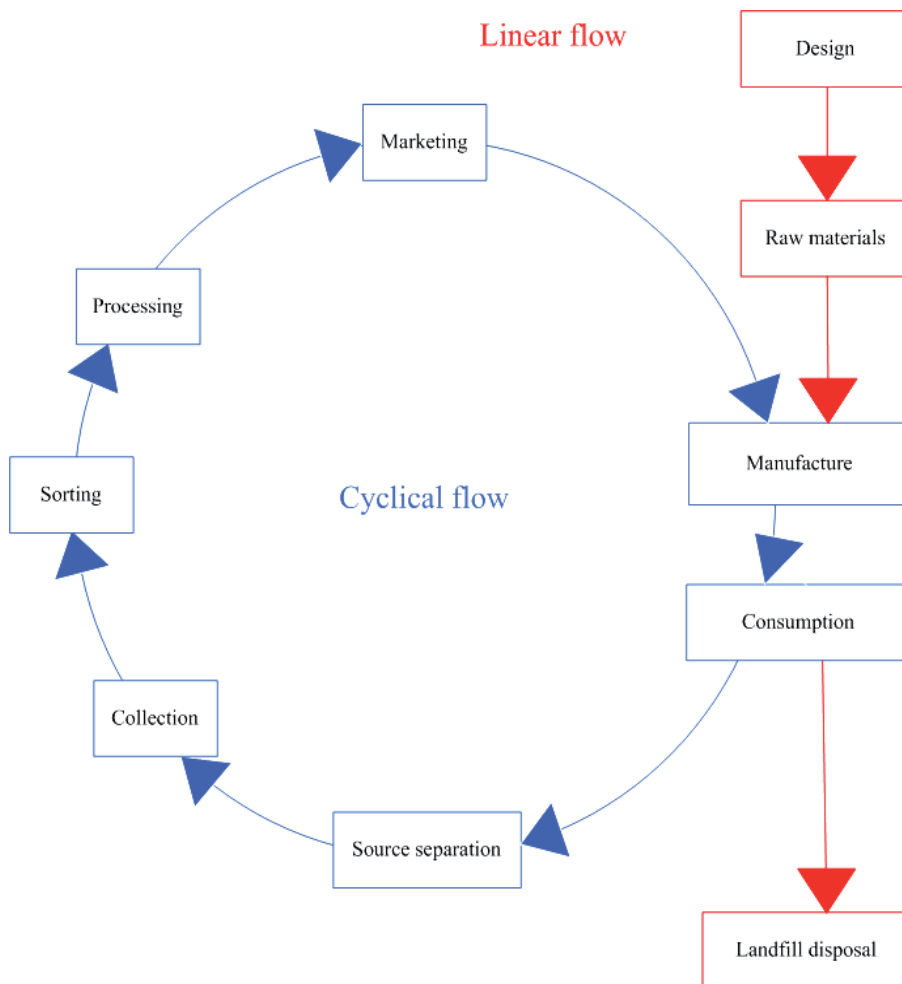 Linear flow
Design
Marketing
Raw materials
Processing
Manufacture
Sorting
Cyclical flow
Consumption
Collection
Source separation
Landfill disposal